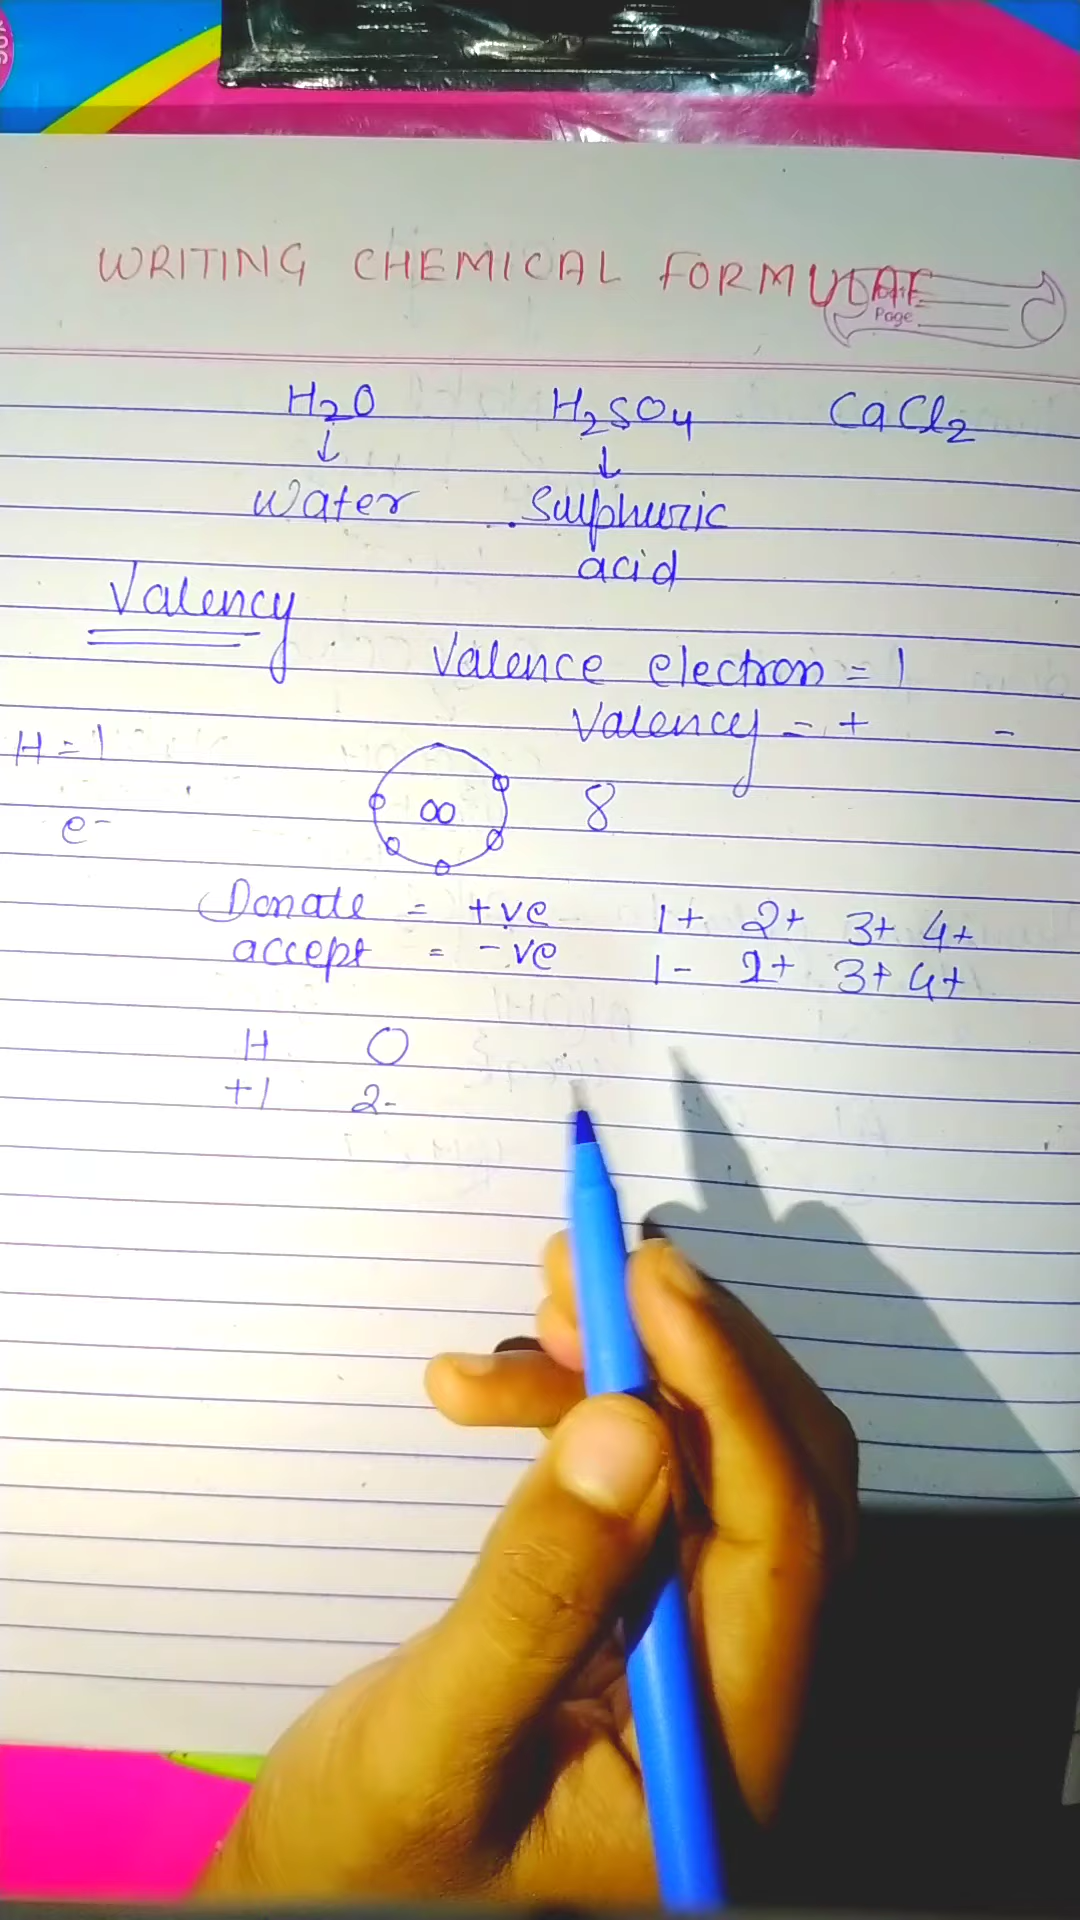 WRITING CHEMICAL FORMULAE
Page
H2O H2SO4 CaCl2
↓ ↓
Water Sulphuric
acid
Valency
Valence electron = 1
Valency = + -
H = 1
8
e-
Donate = +ve 1+ 2+ 3+ 4+
accept = -ve 1- 2+ 3+ 4+
H O
+1 2-